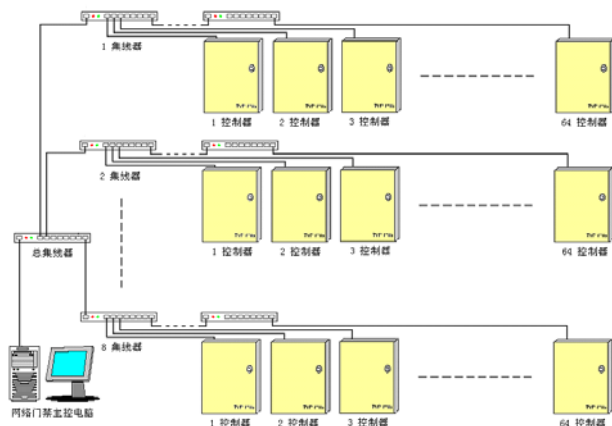 1 集线器
1 控制器 2 控制器 3 控制器 64 控制器
2 集线器
1 控制器 2 控制器 3 控制器 64 控制器
总集线器
8 集线器
网络门禁主控电脑
1 控制器 2 控制器 3 控制器 64 控制器